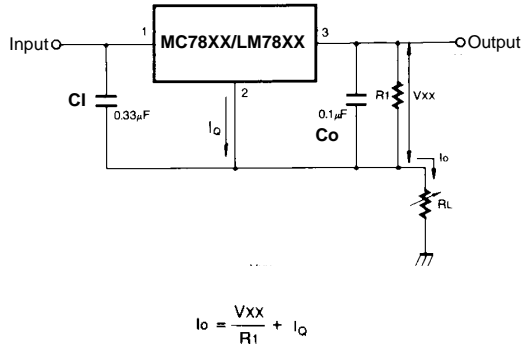 Input
1
MC78XX/LM78XX
3
Output
2
CI
0.33μF
IQ
0.1μF
Co
R1
VXX
Io
RL
Io = VXX/R1 + IQ